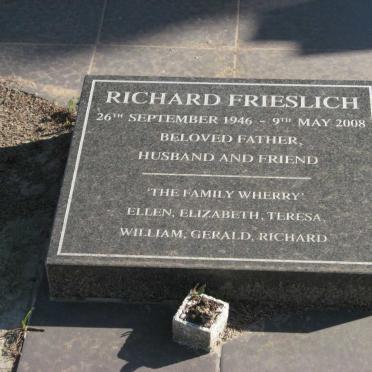 RICHARD FRIESLICH
26TH SEPTEMBER 1946 - 9TH MAY 2008
BELOVED FATHER,
HUSBAND AND FRIEND
'THE FAMILY WHERRY'
ELLEN, ELIZABETH, TERESA
WILLIAM, GERALD, RICHARD